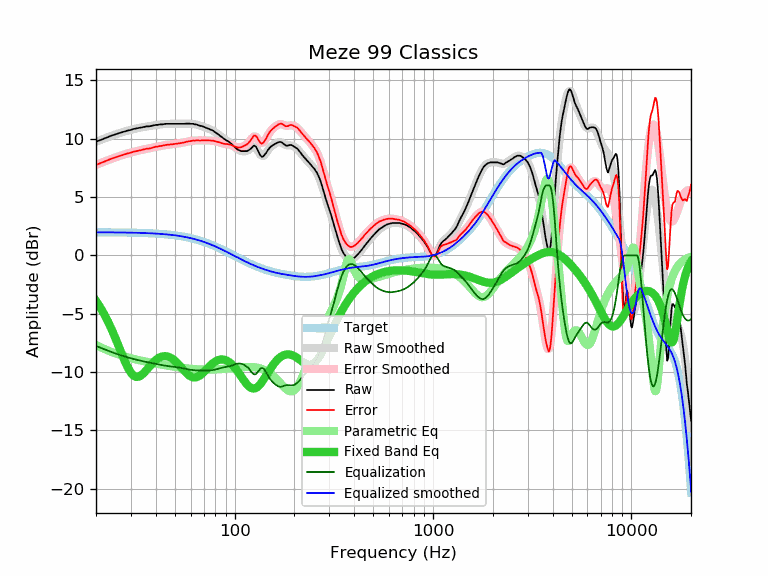 Meze 99 Classics
15
10
5
0
−5
−10
−15
−20
Amplitude (dBr)
Target
Raw Smoothed
Error Smoothed
Raw
Error
Parametric Eq
Fixed Band Eq
Equalization
Equalized smoothed
100
1000
10000
Frequency (Hz)